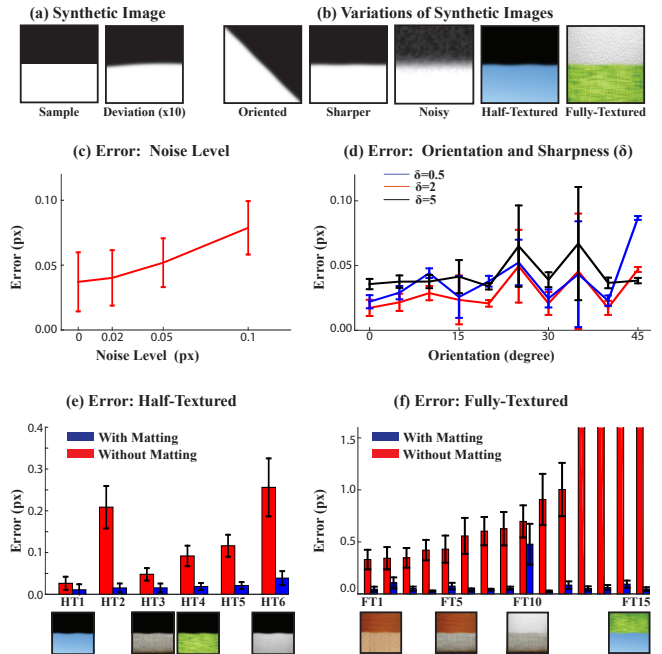 (a) Synthetic Image
(b) Variations of Synthetic Images
Sample
Deviation (x10)
Oriented
Sharper
Noisy
Half-Textured
Fully-Textured
(c) Error: Noise Level
0.10
0.05
0.00
Error (px)
0
0.02
0.05
0.1
Noise Level (px)
(d) Error: Orientation and Sharpness (δ)
δ=0.5
δ=2
δ=5
0.10
0.05
0.00
Error (px)
0
15
30
45
Orientation (degree)
(e) Error: Half-Textured
With Matting
Without Matting
0.4
0.3
0.2
0.1
0.0
Error (px)
HT1
HT2
HT3
HT4
HT5
HT6
(f) Error: Fully-Textured
With Matting
Without Matting
1.5
1.0
0.5
0.0
Error (px)
FT1
FT5
FT10
FT15